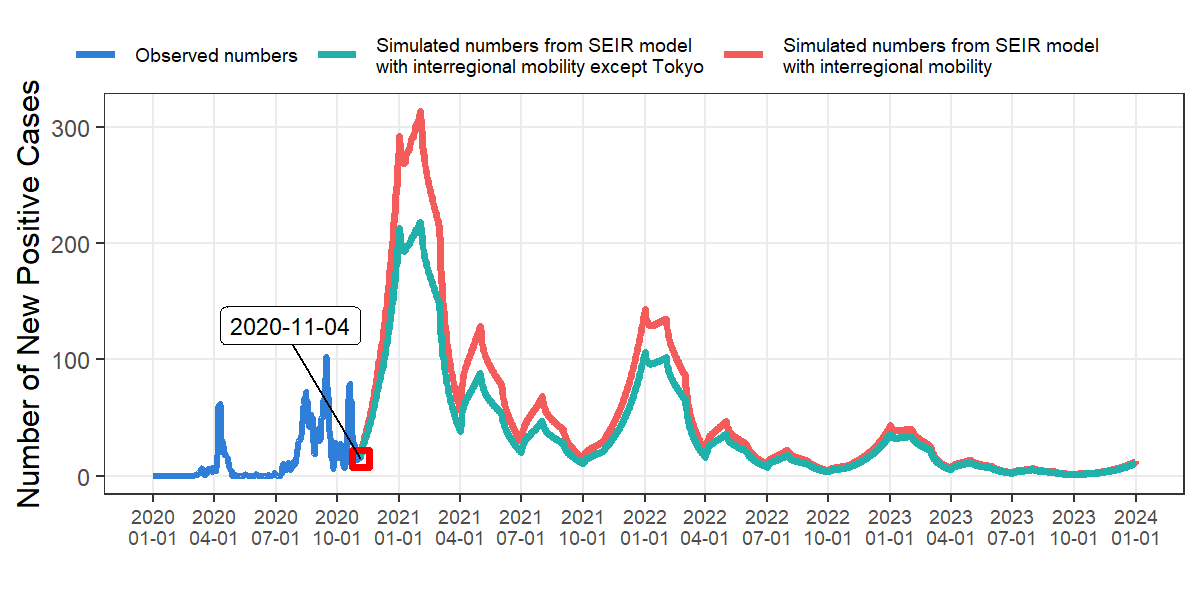 Observed numbers
Simulated numbers from SEIR model
with interregional mobility except Tokyo
Simulated numbers from SEIR model
with interregional mobility
Number of New Positive Cases
300
200
100
0
2020-11-04
2020 2020 2020 2020 2021 2021 2021 2021 2022 2022 2022 2022 2023 2023 2023 2023 2024
01-01 04-01 07-01 10-01 01-01 04-01 07-01 10-01 01-01 04-01 07-01 10-01 01-01 04-01 07-01 10-01 01-01